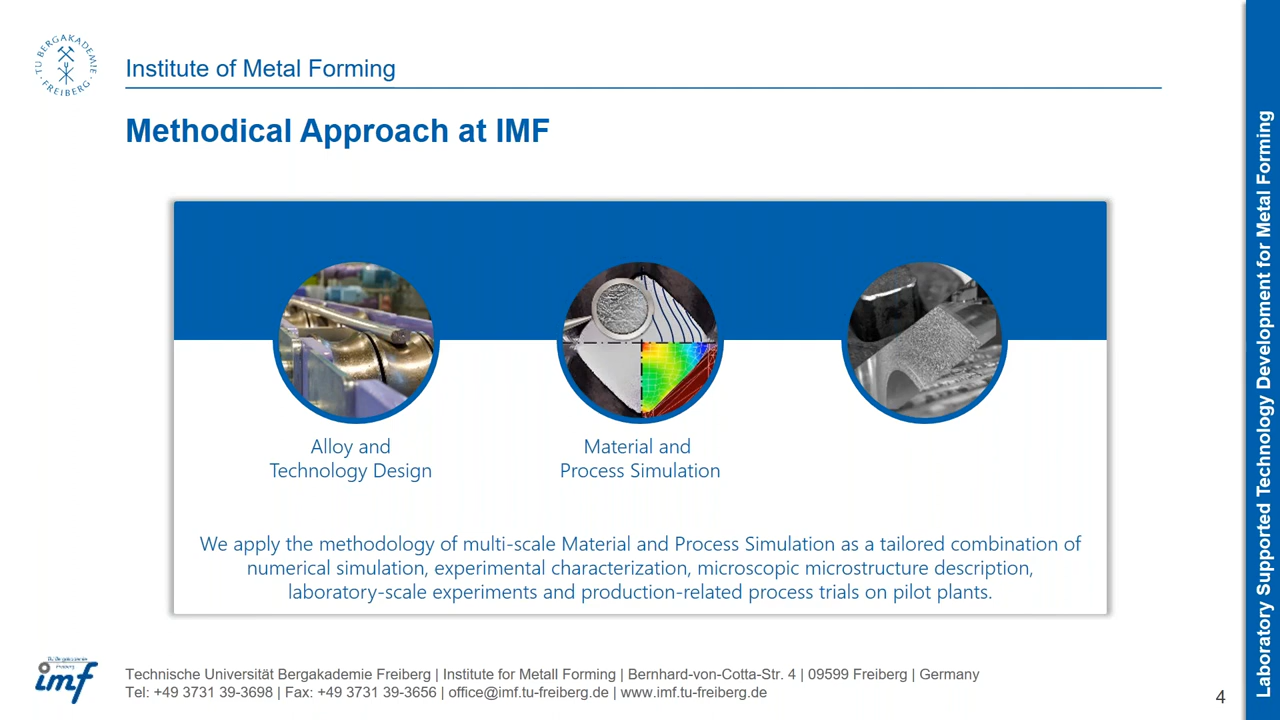 TU BERGAKADEMIE
· FREIBERG ·
Institute of Metal Forming
Methodical Approach at IMF
Alloy and
Technology Design
Material and
Process Simulation
We apply the methodology of multi-scale Material and Process Simulation as a tailored combination of
numerical simulation, experimental characterization, microscopic microstructure description,
laboratory-scale experiments and production-related process trials on pilot plants.
Laboratory Supported Technology Development for Metal Forming
imf
Technische Universität Bergakademie Freiberg | Institute for Metall Forming | Bernhard-von-Cotta-Str. 4 | 09599 Freiberg | Germany
Tel: +49 3731 39-3698 | Fax: +49 3731 39-3656 | office@imf.tu-freiberg.de | www.imf.tu-freiberg.de
4